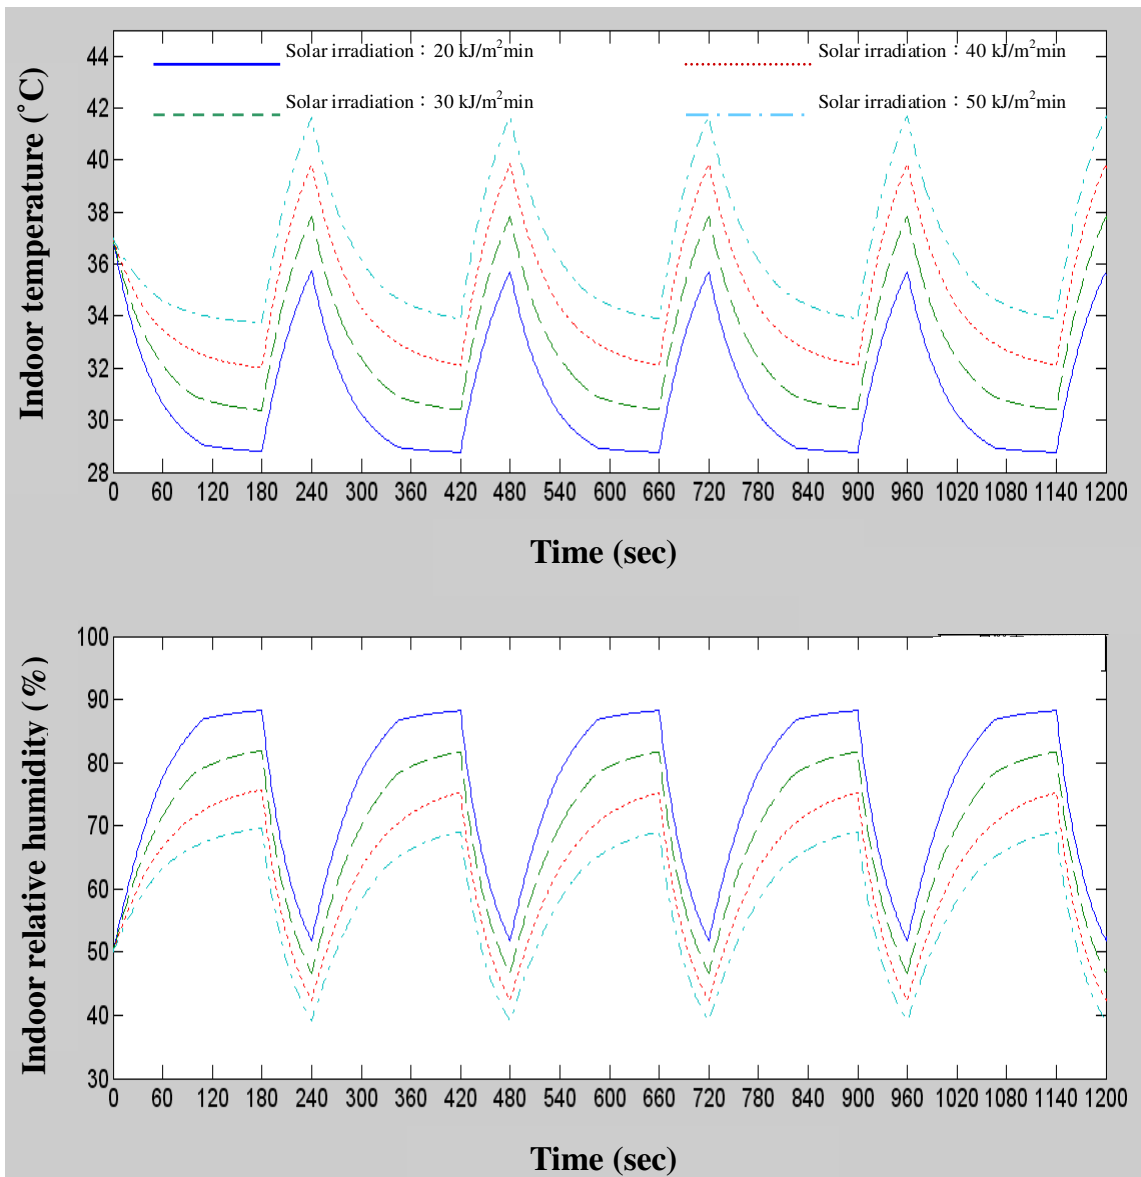 Indoor temperature (˚C)
44
42
40
38
36
34
32
30
28
Solar irradiation：20 kJ/m²min
Solar irradiation：40 kJ/m²min
Solar irradiation：30 kJ/m²min
Solar irradiation：50 kJ/m²min
0 60 120 180 240 300 360 420 480 540 600 660 720 780 840 900 960 1020 1080 1140 1200
Time (sec)
Indoor relative humidity (%)
100
90
80
70
60
50
40
30
0 60 120 180 240 300 360 420 480 540 600 660 720 780 840 900 960 1020 1080 1140 1200
Time (sec)